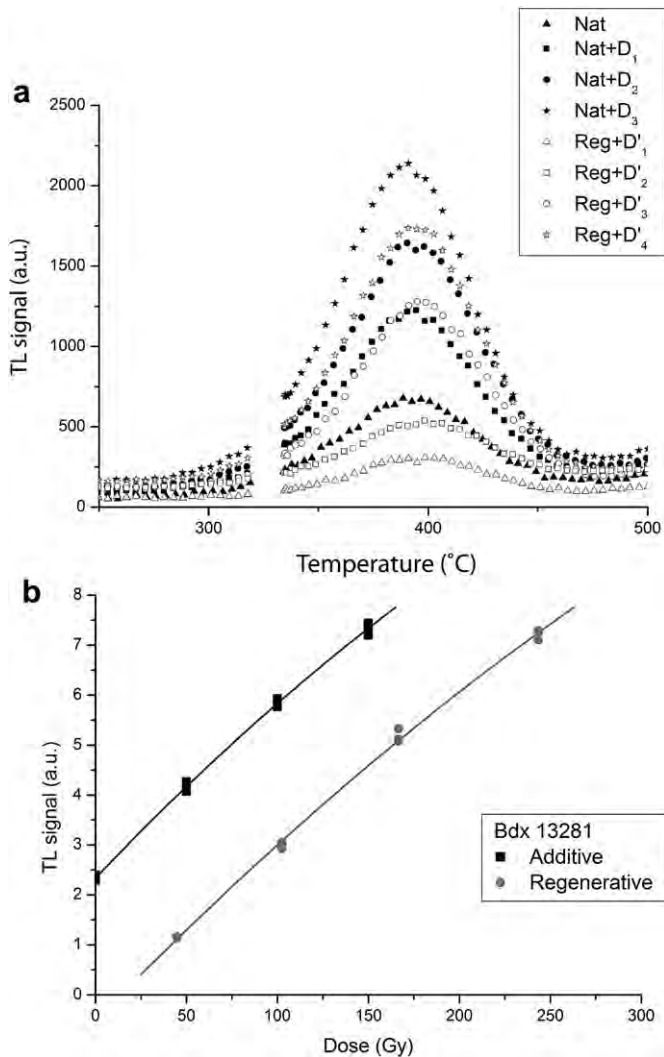 a
Nat
Nat+D1
Nat+D2
Nat+D3
Reg+D'1
Reg+D'2
Reg+D'3
Reg+D'4
2500
2000
1500
1000
500
0
TL signal (a.u.)
300
400
500
Temperature (°C)
b
8
7
6
5
4
3
2
1
0
TL signal (a.u.)
Bdx 13281
Additive
Regenerative
0
50
100
150
200
250
300
Dose (Gy)